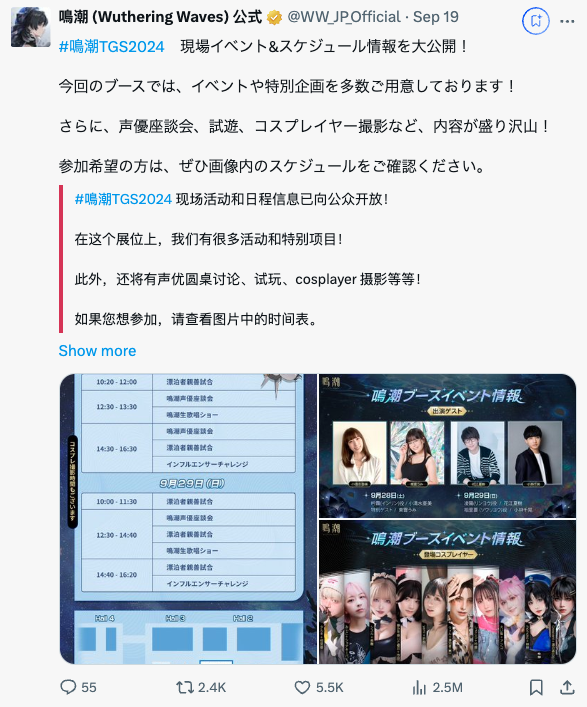 鳴潮 (Wuthering Waves) 公式 @WW_JP_Official · Sep 19
#鳴潮TGS2024 現場イベント&スケジュール情報を大公開！
今回のブースでは、イベントや特別企画を多数ご用意しております！
さらに、声優座談会、試遊、コスプレイヤー撮影など、内容が盛り沢山！
参加希望の方は、ぜひ画像内のスケジュールをご確認ください。
#鳴潮TGS2024 现场活动和日程信息已向公众开放！
在这个展位上，我们有很多活动和特别项目！
此外，还将有声优圆桌讨论、试玩、cosplayer 摄影等等！
如果您想参加，请查看图片中的时间表。
Show more
10:20 - 12:00 漂泊者親善試合
12:30 - 13:30 鳴潮声優座談会
鳴潮生歌唱ショー
14:30 - 16:30 鳴潮声優座談会
漂泊者親善試合
インフルエンサーチャレンジ
コスプレ撮影時間もございます
9月29日（日）
10:00 - 11:30 漂泊者親善試合
12:30 - 14:40 鳴潮声優座談会
漂泊者親善試合
鳴潮生歌唱ショー
14:40 - 16:20 漂泊者親善試合
インフルエンサーチャレンジ
Hall 4 Hall 3 Hall 2
鳴潮
鳴潮ブースイベント情報
出演ゲスト
9月28日(土) 9月29日(日)
鳴潮
鳴潮ブースイベント情報
登場コスプレイヤー
55 2.4K 5.5K 2.5M